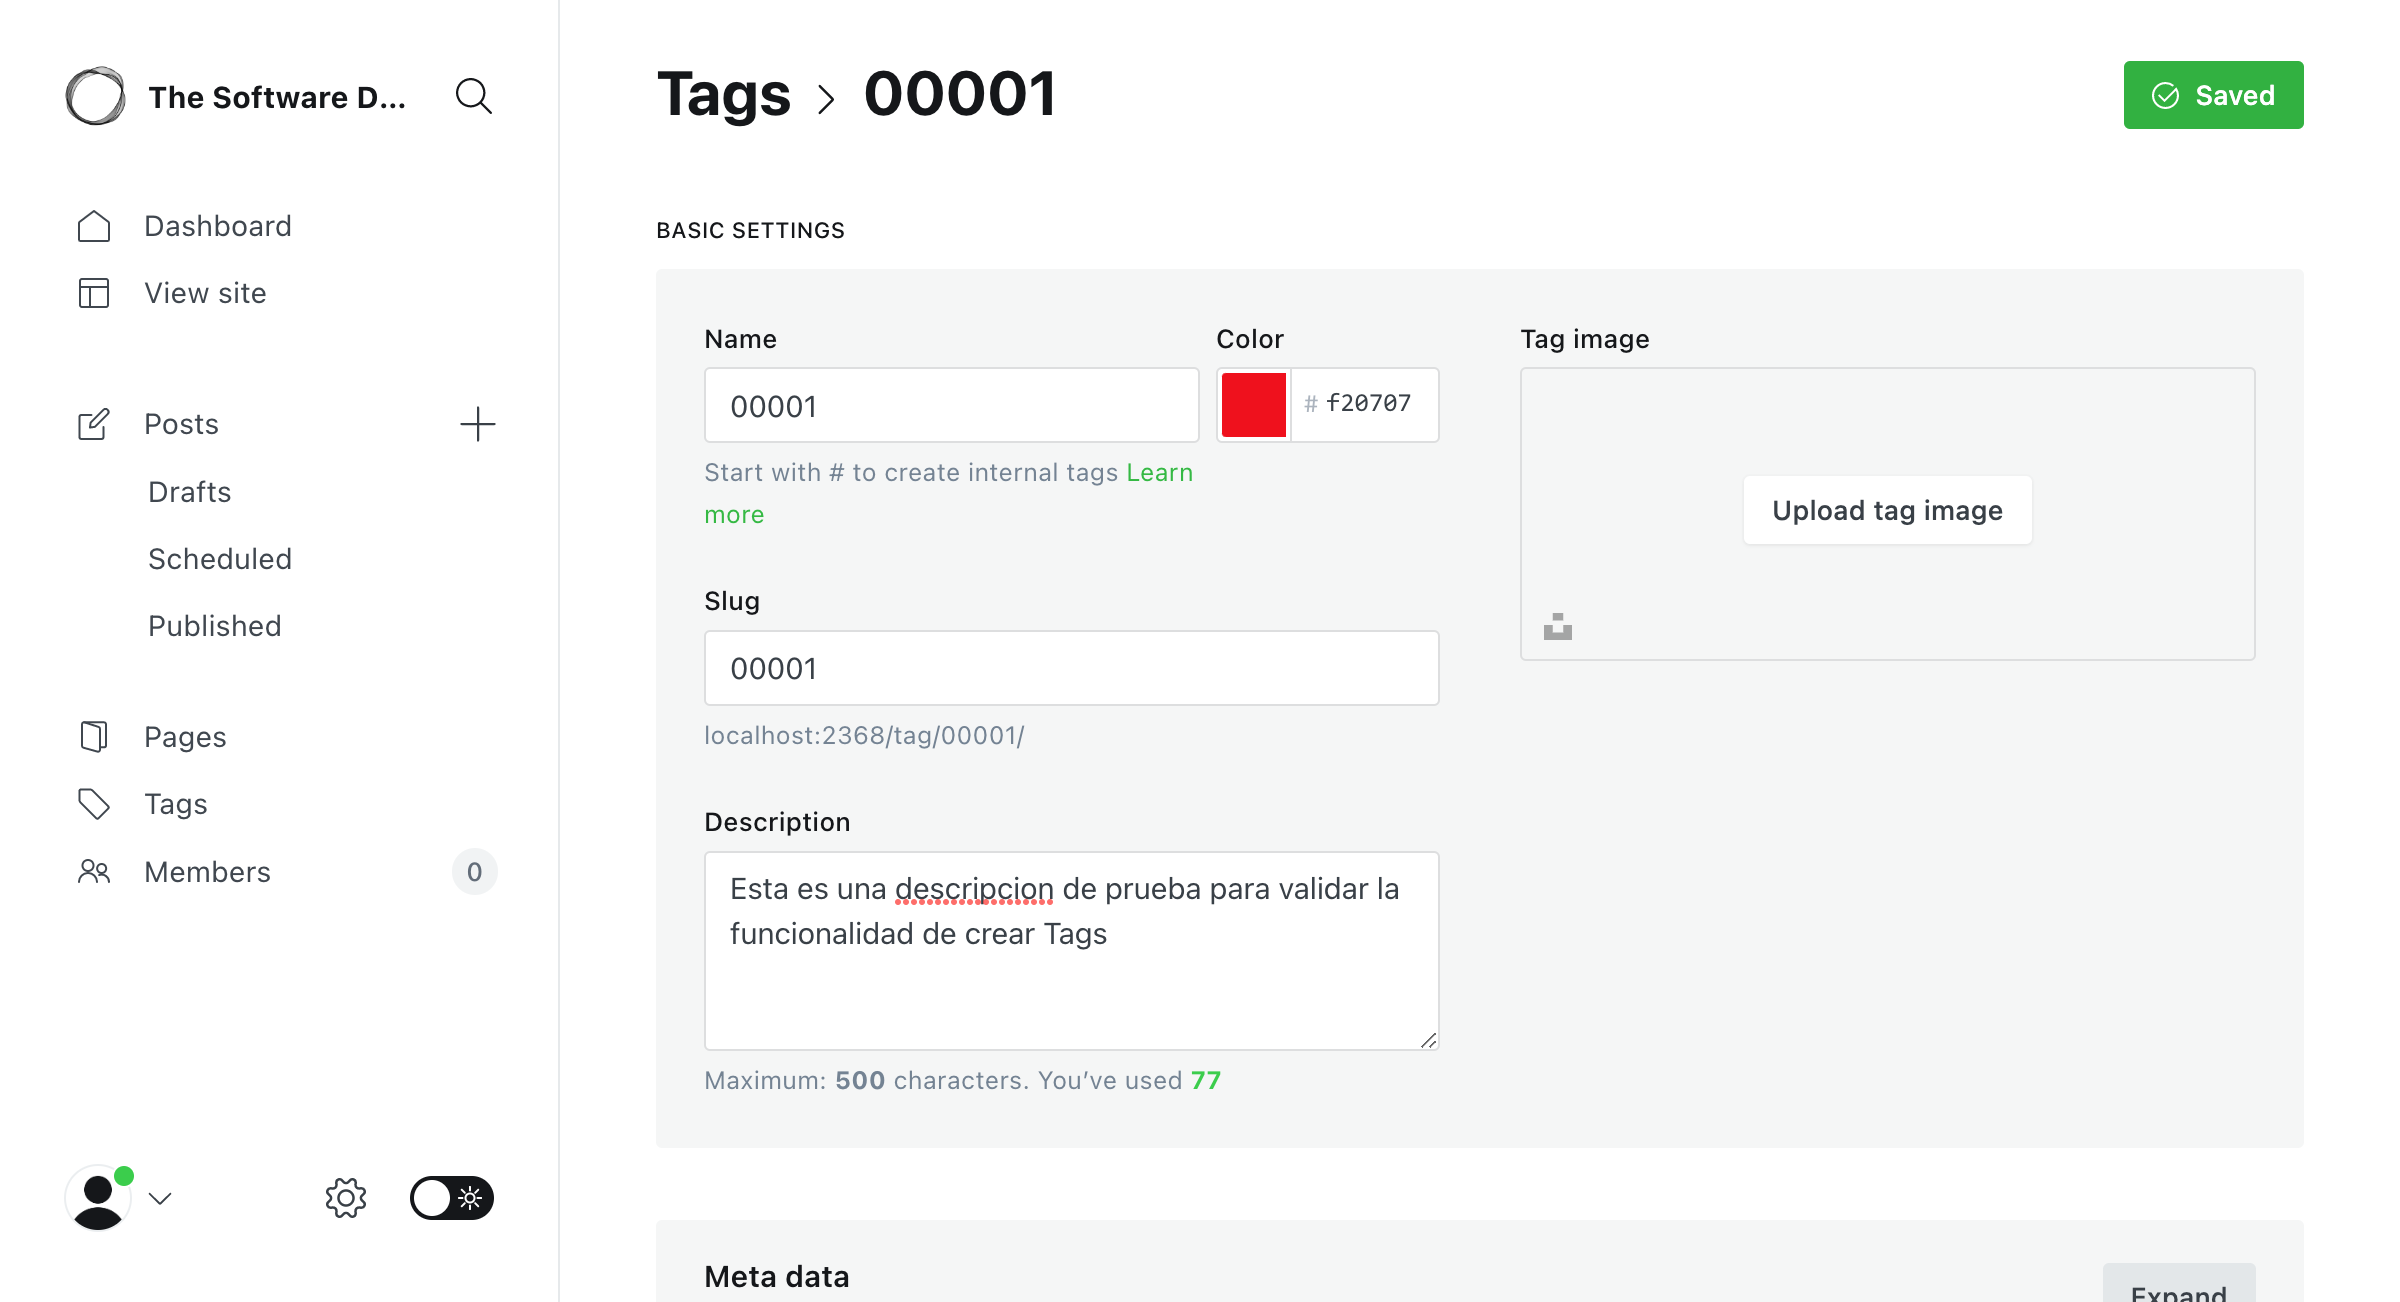 The Software D...
Dashboard
View site
Posts
Drafts
Scheduled
Published
Pages
Tags
Members
0
Tags > 00001
Saved
BASIC SETTINGS
Name
00001
Color
# f20707
Start with # to create internal tags Learn
more
Slug
00001
localhost:2368/tag/00001/
Description
Esta es una descripcion de prueba para validar la
funcionalidad de crear Tags
Maximum: 500 characters. You’ve used 77
Tag image
Upload tag image
Meta data
Expand